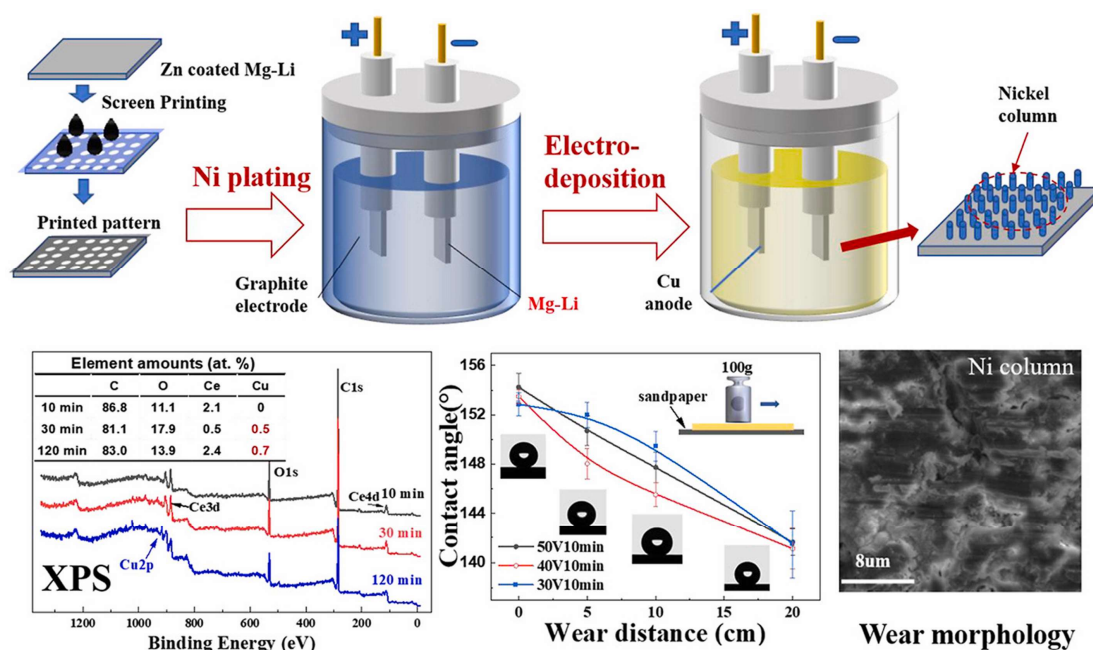 Zn coated Mg-Li
Screen Printing
Printed pattern
Ni plating
+
−
Graphite
electrode
Mg-Li
Electro-
deposition
+
−
Cu
anode
Nickel
column
Element amounts (at. %)
C O Ce Cu
10 min 86.8 11.1 2.1 0
30 min 81.1 17.9 0.5 0.5
120 min 83.0 13.9 2.4 0.7
C1s
O1s
Ce4d
10 min
Ce3d
30 min
Cu2p
120 min
XPS
1200 800 400 0
Binding Energy (eV)
Contact angle(°)
156
152
148
144
140
100g
sandpaper
50V10min
40V10min
30V10min
0 5 10 20
Wear distance (cm)
Ni column
8um
Wear morphology